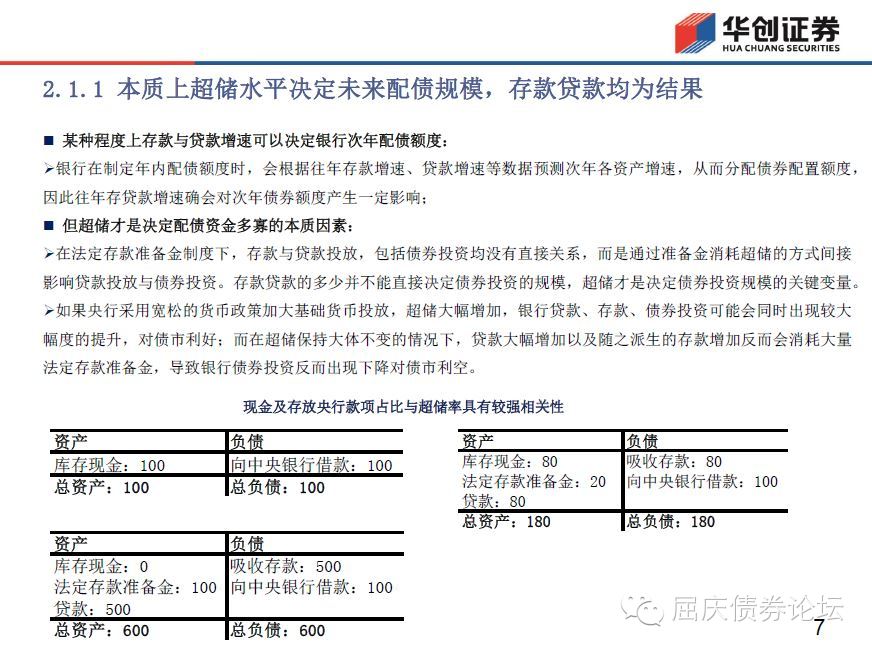 华创证券
HUA CHUANG SECURITIES
2.1.1 本质上超储水平决定未来配债规模，存款贷款均为结果
■ 某种程度上存款与贷款增速可以决定银行次年配债额度：
➢银行在制定年内配债额度时，会根据往年存款增速、贷款增速等数据预测次年各资产增速，从而分配债券配置额度，
因此往年存贷款增速确会对次年债券额度产生一定影响；
■ 但超储才是决定配债资金多寡的本质因素：
➢在法定存款准备金制度下，存款与贷款投放，包括债券投资均没有直接关系，而是通过准备金消耗超储的方式间接
影响贷款投放与债券投资。存款贷款的多少并不能直接决定债券投资的规模，超储才是决定债券投资规模的关键变量。
➢如果央行采用宽松的货币政策加大基础货币投放，超储大幅增加，银行贷款、存款、债券投资可能会同时出现较大
幅度的提升，对债市利好；而在超储保持大体不变的情况下，贷款大幅增加以及随之派生的存款增加反而会消耗大量
法定存款准备金，导致银行债券投资反而出现下降对债市利空。
现金及存放央行款项占比与超储率具有较强相关性
资产 负债
库存现金：100 向中央银行借款：100
总资产：100 总负债：100
资产 负债
库存现金：80 吸收存款：80
法定存款准备金：20 向中央银行借款：100
贷款：80
总资产：180 总负债：180
资产 负债
库存现金：0 吸收存款：500
法定存款准备金：100 向中央银行借款：100
贷款：500
总资产：600 总负债：600
屈庆债券论坛
7